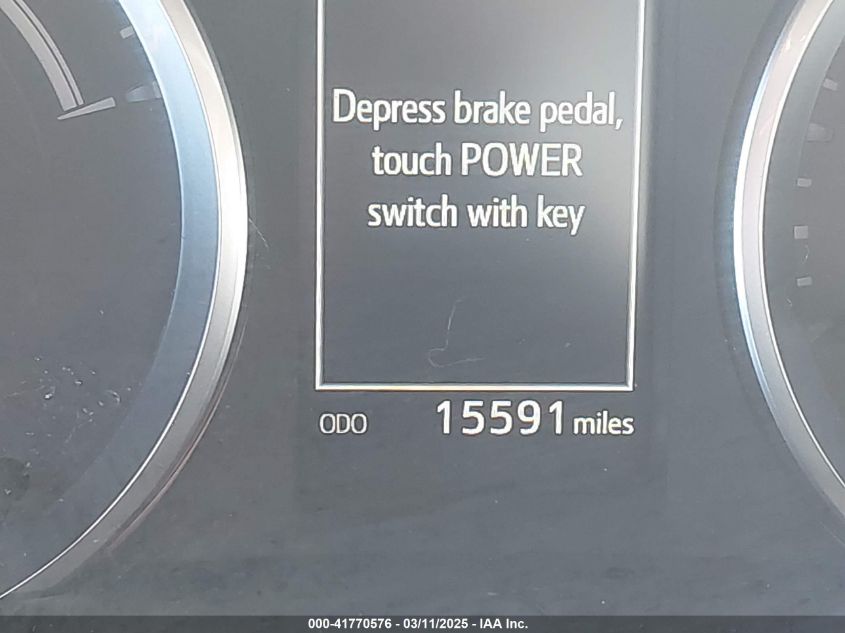 Depress brake pedal,
touch POWER
switch with key
ODO 15591 miles
000-41770576 - 03/11/2025 - IAA Inc.